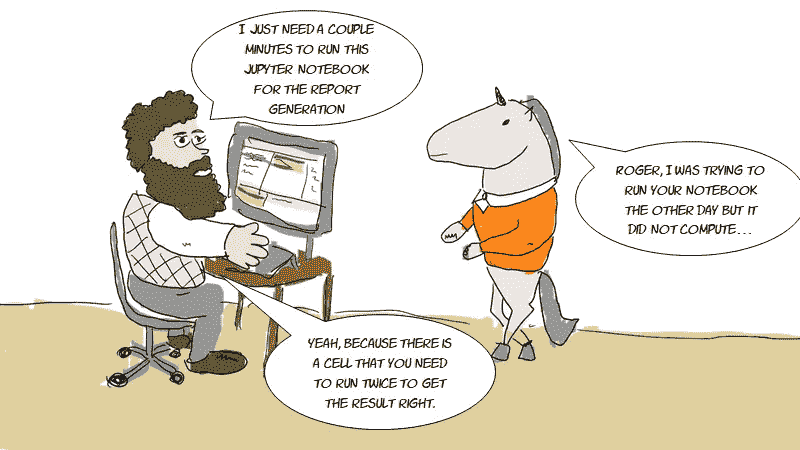 I JUST NEED A COUPLE
MINUTES TO RUN THIS
JUPYTER NOTEBOOK
FOR THE REPORT
GENERATION
ROGER, I WAS TRYING TO
RUN YOUR NOTEBOOK
THE OTHER DAY BUT IT
DID NOT COMPUTE...
YEAH, BECAUSE THERE IS
A CELL THAT YOU NEED
TO RUN TWICE TO GET
THE RESULT RIGHT.